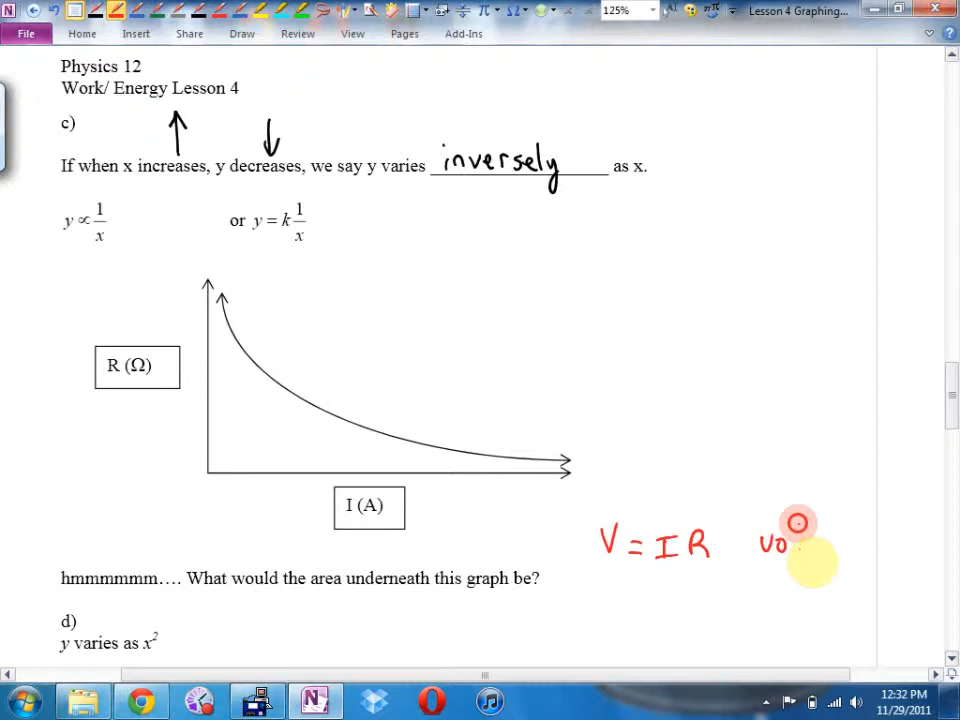 125%
Lesson 4 Graphing...
File Home Insert Share Draw Review View Pages Add-Ins
Physics 12
Work/ Energy Lesson 4
c)
If when x increases, y decreases, we say y varies inversely as x.
y ∝ 1/x or y = k 1/x
R (Ω)
I (A)
V = I R vo
hmmmmmm…. What would the area underneath this graph be?
d)
y varies as x²
12:32 PM
11/29/2011